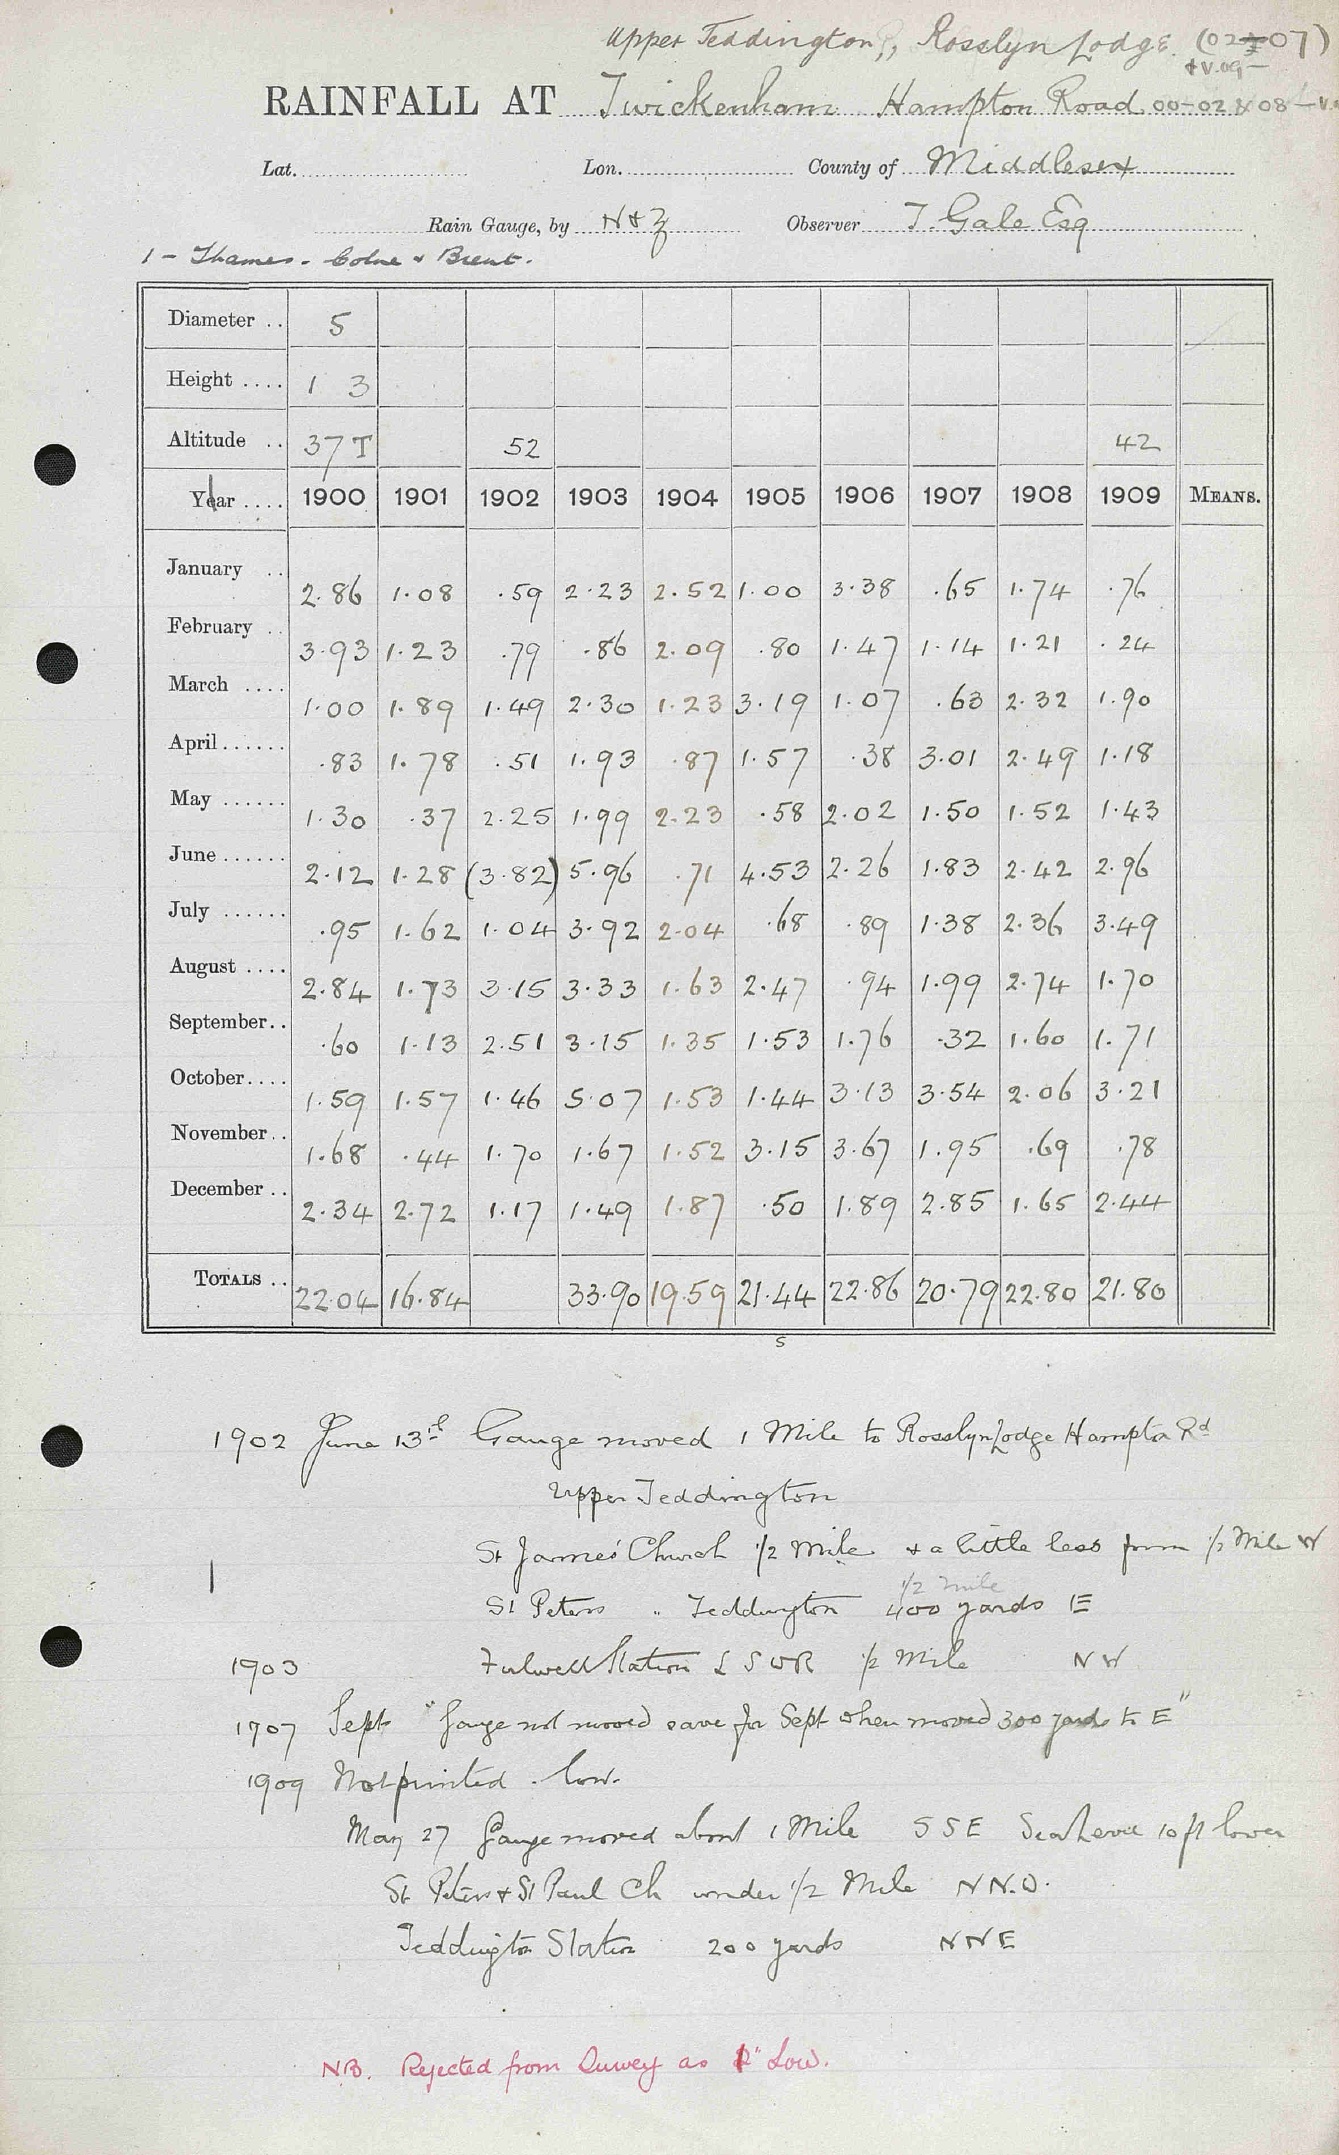 Upper Teddington, Rosslyn Lodge (02-07)
& V.09-
RAINFALL AT Twickenham Hampton Road 00-02 & 08-
Lat. Lon. County of Middlesex
Rain Gauge, by N & Z Observer T. Gale Esq
1 - Thames. Colne & Brent.
Diameter .. 5
Height .... 1 3
Altitude .. 37 T 52 42
Year .... 1900 1901 1902 1903 1904 1905 1906 1907 1908 1909 MEANS.
January .. 2.86 1.08 .59 2.23 2.52 1.00 3.38 .65 1.74 .76
February .. 3.93 1.23 .79 .86 2.09 .80 1.47 1.14 1.21 .24
March .... 1.00 1.89 1.49 2.30 1.23 3.19 1.07 .63 2.32 1.90
April ...... .83 1.78 .51 1.93 .87 1.57 .38 3.01 2.49 1.18
May ...... 1.30 .37 2.25 1.99 2.23 .58 2.02 1.50 1.52 1.43
June ...... 2.12 1.28 (3.82) 5.96 .71 4.53 2.26 1.83 2.42 2.96
July ...... .95 1.62 1.04 3.92 2.04 .68 .89 1.38 2.36 3.49
August .... 2.84 1.73 3.15 3.33 1.63 2.47 .94 1.99 2.74 1.70
September.. .60 1.13 2.51 3.15 1.35 1.53 1.76 .32 1.60 1.71
October.... 1.59 1.57 1.46 5.07 1.53 1.44 3.13 3.54 2.06 3.21
November.. 1.68 .44 1.70 1.67 1.52 3.15 3.67 1.95 .69 .78
December .. 2.34 2.72 1.17 1.49 1.87 .50 1.89 2.85 1.65 2.44
TOTALS .. 22.04 16.84 33.90 19.59 21.44 22.86 20.79 22.80 21.80
s
1902 June 13th Gauge moved 1 Mile to Rosslyn Lodge Hampton Rd
Upper Teddington
St James' Church 1/2 Mile & a little less from 1/2 Mile W
1/2 mile
St Peters " Teddington 400 yards E
1903 Fulwell Station L S W R 1/2 Mile N W
1907 Sept "Gauge not moved save for Sept when moved 300 yards to E"
1909 Not printed . low.
May 27 Gauge moved about 1 Mile S S E Sea Level 10 ft lower
St Peter & St Paul Ch under 1/2 Mile N N.W.
Teddington Station 200 yards N N E
NB. Rejected from Survey as " Low.